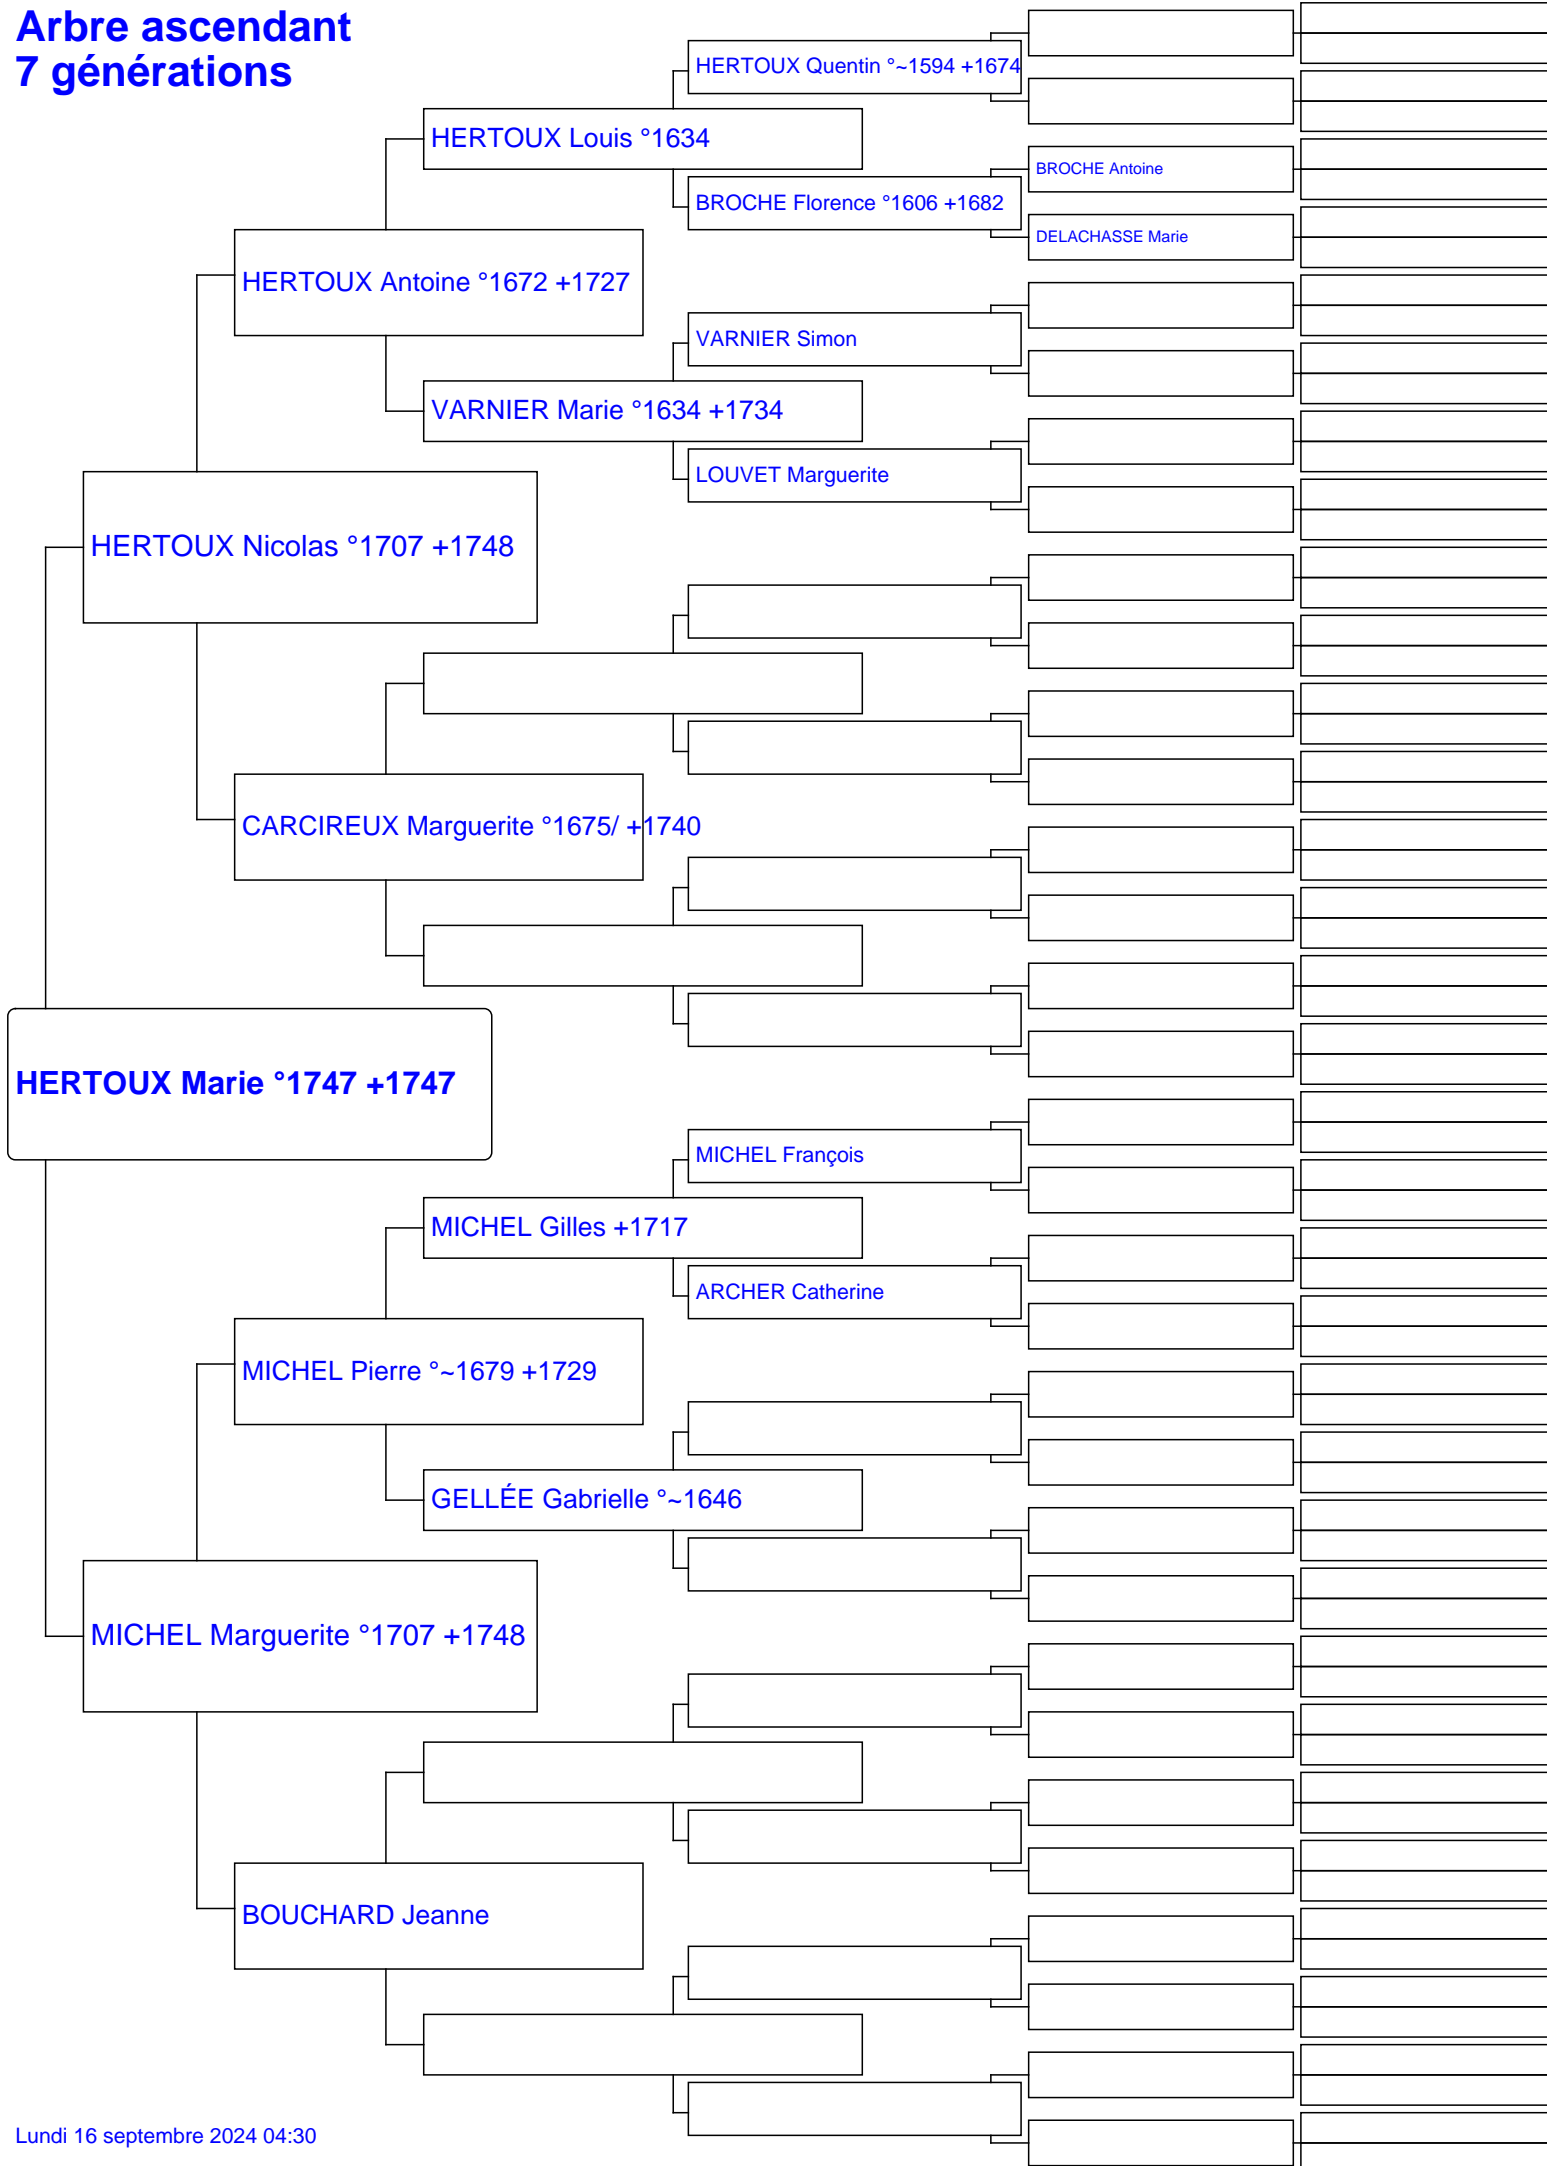 Arbre ascendant
7 générations
HERTOUX Quentin °~1594 +1674
HERTOUX Louis °1634
BROCHE Antoine
BROCHE Florence °1606 +1682
DELACHASSE Marie
HERTOUX Antoine °1672 +1727
VARNIER Simon
VARNIER Marie °1634 +1734
LOUVET Marguerite
HERTOUX Nicolas °1707 +1748
CARCIREUX Marguerite °1675/ +1740
HERTOUX Marie °1747 +1747
MICHEL François
MICHEL Gilles +1717
ARCHER Catherine
MICHEL Pierre °~1679 +1729
GELLÉE Gabrielle °~1646
MICHEL Marguerite °1707 +1748
BOUCHARD Jeanne
Lundi 16 septembre 2024 04:30